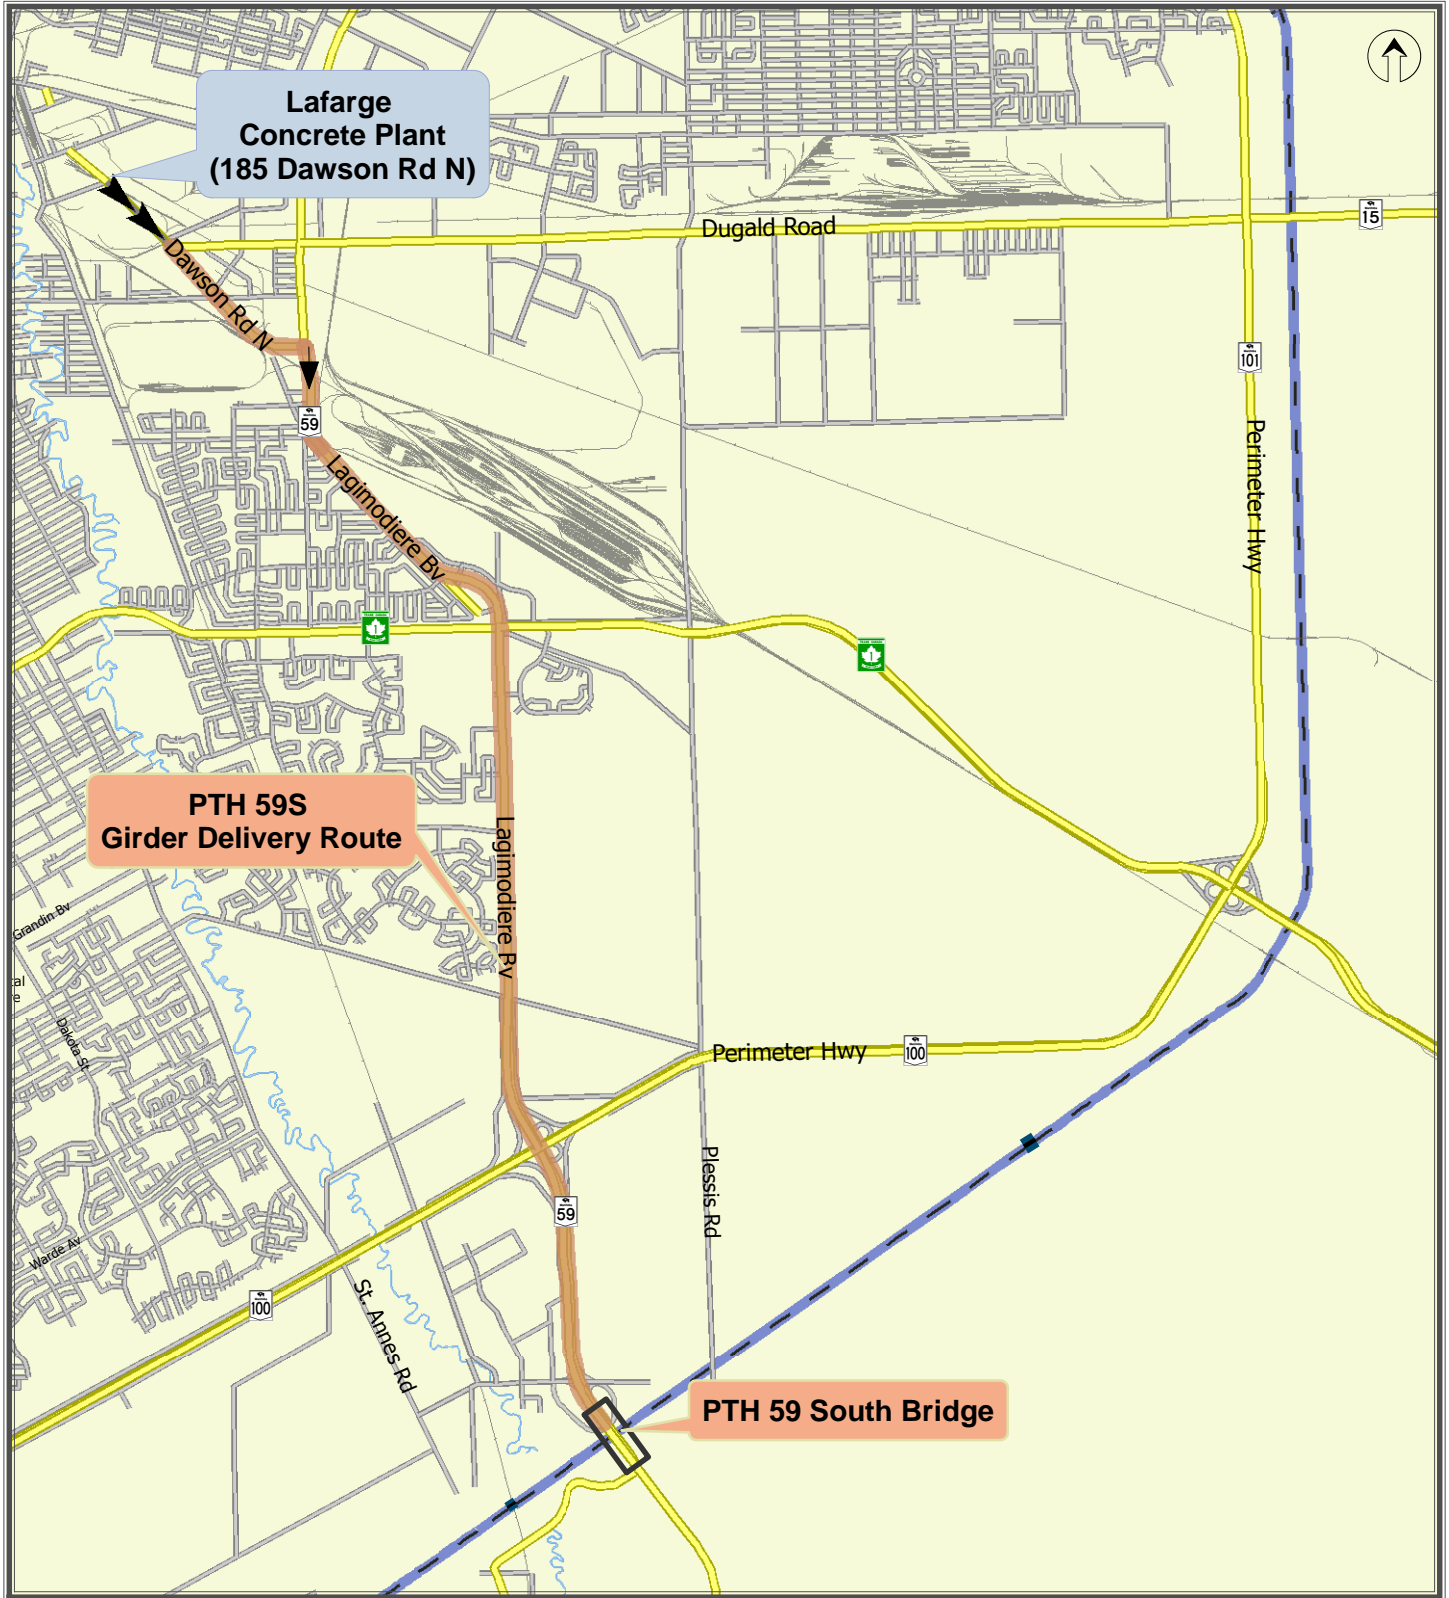 Lafarge
Concrete Plant
(185 Dawson Rd N)
Dugald Road
15
Dawson Rd N
101
59
Perimeter Hwy
Lagimodiere Bv
1
1
PTH 59S
Girder Delivery Route
Lagimodiere Bv
Grandin Bv
Dakota St
Perimeter Hwy
100
Plessis Rd
59
Warde Av
100
St. Annes Rd
PTH 59 South Bridge